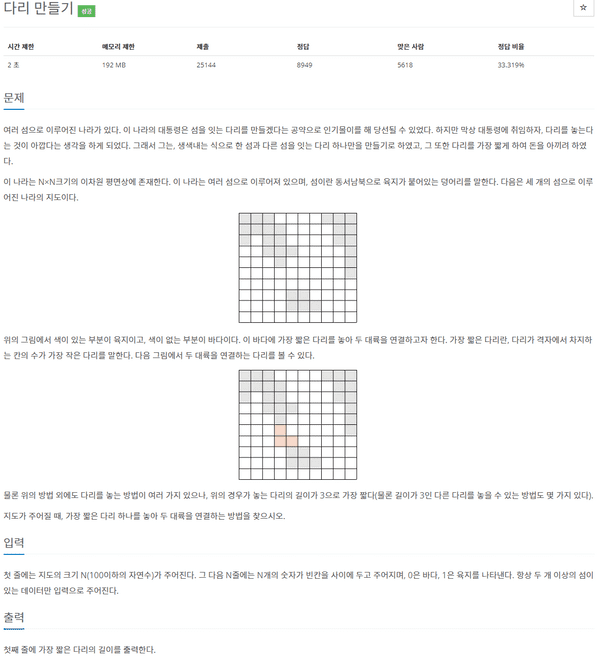 다리 만들기 성공
☆
시간 제한 메모리 제한 제출 정답 맞은 사람 정답 비율
2 초 192 MB 25144 8949 5618 33.319%
문제
여러 섬으로 이루어진 나라가 있다. 이 나라의 대통령은 섬을 잇는 다리를 만들겠다는 공약으로 인기몰이를 해 당선될 수 있었다. 하지만 막상 대통령에 취임하자, 다리를 놓는다
는 것이 아깝다는 생각을 하게 되었다. 그래서 그는, 생색내는 식으로 한 섬과 다른 섬을 잇는 다리 하나만을 만들기로 하였고, 그 또한 다리를 가장 짧게 하여 돈을 아끼려 하였
다.
이 나라는 N×N크기의 이차원 평면상에 존재한다. 이 나라는 여러 섬으로 이루어져 있으며, 섬이란 동서남북으로 육지가 붙어있는 덩어리를 말한다. 다음은 세 개의 섬으로 이루
어진 나라의 지도이다.
위의 그림에서 색이 있는 부분이 육지이고, 색이 없는 부분이 바다이다. 이 바다에 가장 짧은 다리를 놓아 두 대륙을 연결하고자 한다. 가장 짧은 다리란, 다리가 격자에서 차지하
는 칸의 수가 가장 작은 다리를 말한다. 다음 그림에서 두 대륙을 연결하는 다리를 볼 수 있다.
물론 위의 방법 외에도 다리를 놓는 방법이 여러 가지 있으나, 위의 경우가 놓는 다리의 길이가 3으로 가장 짧다(물론 길이가 3인 다른 다리를 놓을 수 있는 방법도 몇 가지 있다).
지도가 주어질 때, 가장 짧은 다리 하나를 놓아 두 대륙을 연결하는 방법을 찾으시오.
입력
첫 줄에는 지도의 크기 N(100이하의 자연수)가 주어진다. 그 다음 N줄에는 N개의 숫자가 빈칸을 사이에 두고 주어지며, 0은 바다, 1은 육지를 나타낸다. 항상 두 개 이상의 섬이
있는 데이터만 입력으로 주어진다.
출력
첫째 줄에 가장 짧은 다리의 길이를 출력한다.